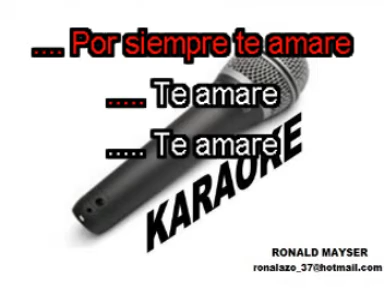 .... Por siempre te amare
..... Te amare
..... Te amare
KARAOKE
RONALD MAYSER
ronalazo_37@hotmail.com